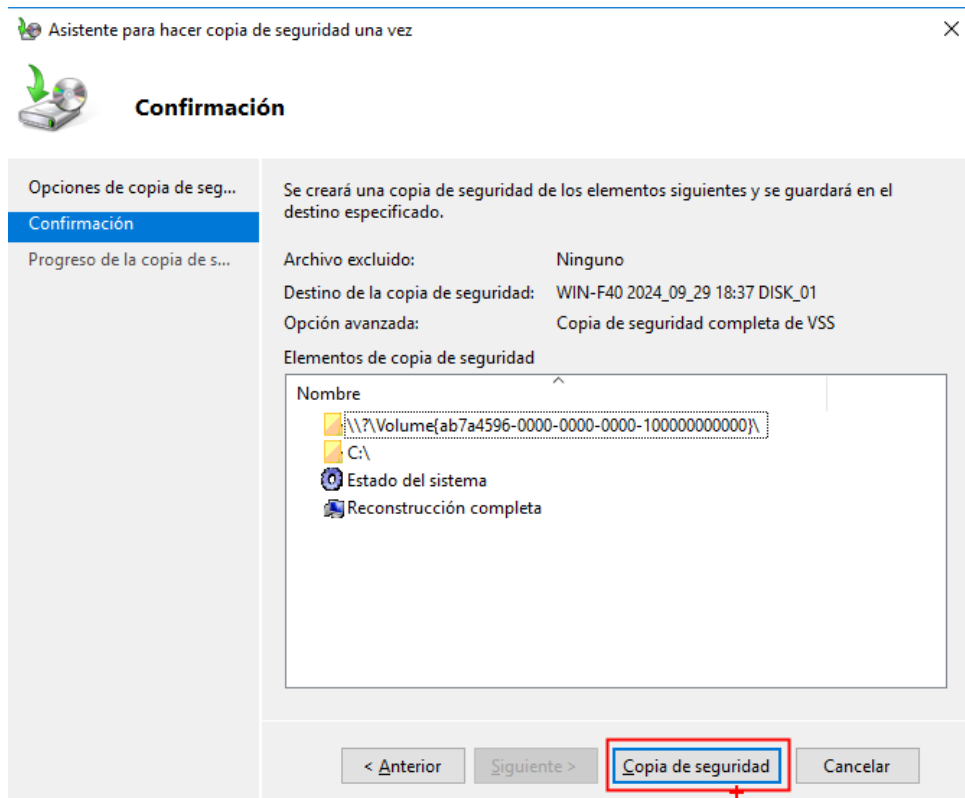 Asistente para hacer copia de seguridad una vez
Confirmación
Opciones de copia de seg...
Confirmación
Progreso de la copia de s...
Se creará una copia de seguridad de los elementos siguientes y se guardará en el
destino especificado.
Archivo excluido: Ninguno
Destino de la copia de seguridad: WIN-F40 2024_09_29 18:37 DISK_01
Opción avanzada: Copia de seguridad completa de VSS
Elementos de copia de seguridad
Nombre
\\?\Volume{ab7a4596-0000-0000-0000-100000000000}\
C:\
Estado del sistema
Reconstrucción completa
< Anterior Siguiente > Copia de seguridad Cancelar